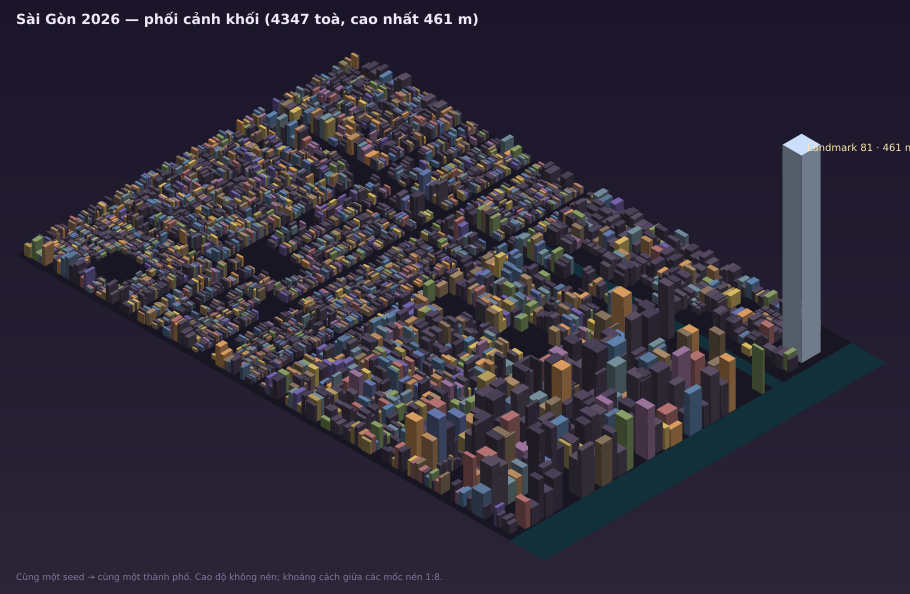 Sài Gòn 2026 — phối cảnh khối (4347 toà, cao nhất 461 m)
Landmark 81 · 461 m
Cùng một seed → cùng một thành phố. Cao độ không nén; khoảng cách giữa các mốc nén 1:8.